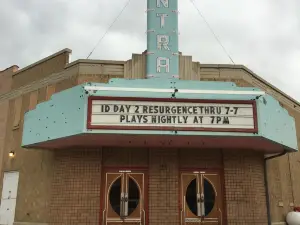 NTRA
ID DAY 2 RESURGENCE THRU 7-7
PLAYS NIGHTLY AT 7PM